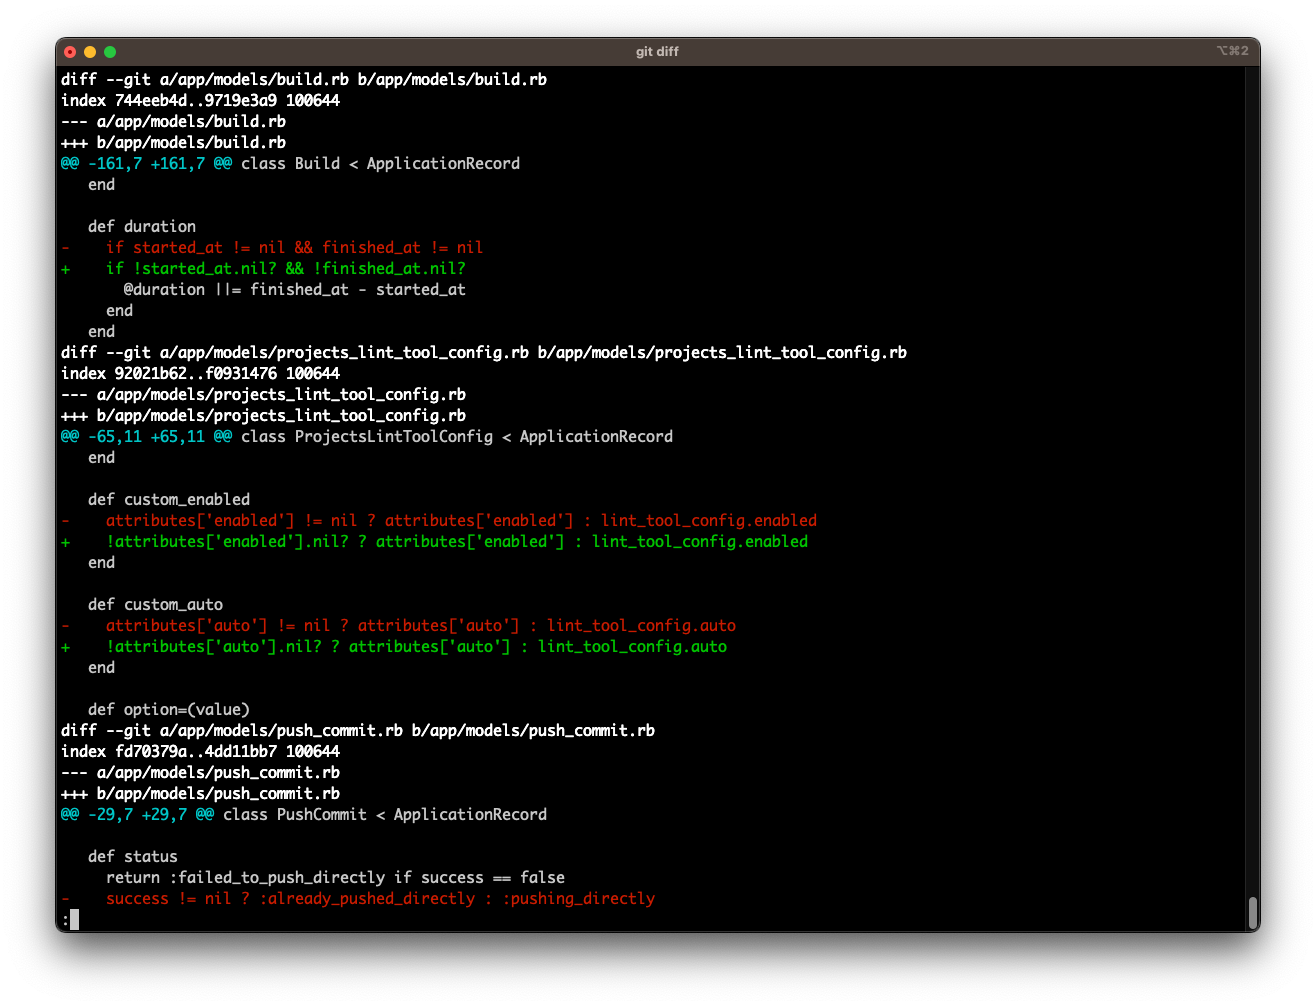 git diff
⌥⌘2
diff --git a/app/models/build.rb b/app/models/build.rb
index 744eeb4d..9719e3a9 100644
--- a/app/models/build.rb
+++ b/app/models/build.rb
@@ -161,7 +161,7 @@ class Build < ApplicationRecord
   end

   def duration
-    if started_at != nil && finished_at != nil
+    if !started_at.nil? && !finished_at.nil?
       @duration ||= finished_at - started_at
     end
   end
diff --git a/app/models/projects_lint_tool_config.rb b/app/models/projects_lint_tool_config.rb
index 92021b62..f0931476 100644
--- a/app/models/projects_lint_tool_config.rb
+++ b/app/models/projects_lint_tool_config.rb
@@ -65,11 +65,11 @@ class ProjectsLintToolConfig < ApplicationRecord
   end

   def custom_enabled
-    attributes['enabled'] != nil ? attributes['enabled'] : lint_tool_config.enabled
+    !attributes['enabled'].nil? ? attributes['enabled'] : lint_tool_config.enabled
   end

   def custom_auto
-    attributes['auto'] != nil ? attributes['auto'] : lint_tool_config.auto
+    !attributes['auto'].nil? ? attributes['auto'] : lint_tool_config.auto
   end

   def option=(value)
diff --git a/app/models/push_commit.rb b/app/models/push_commit.rb
index fd70379a..4dd11bb7 100644
--- a/app/models/push_commit.rb
+++ b/app/models/push_commit.rb
@@ -29,7 +29,7 @@ class PushCommit < ApplicationRecord

   def status
     return :failed_to_push_directly if success == false
-    success != nil ? :already_pushed_directly : :pushing_directly
: